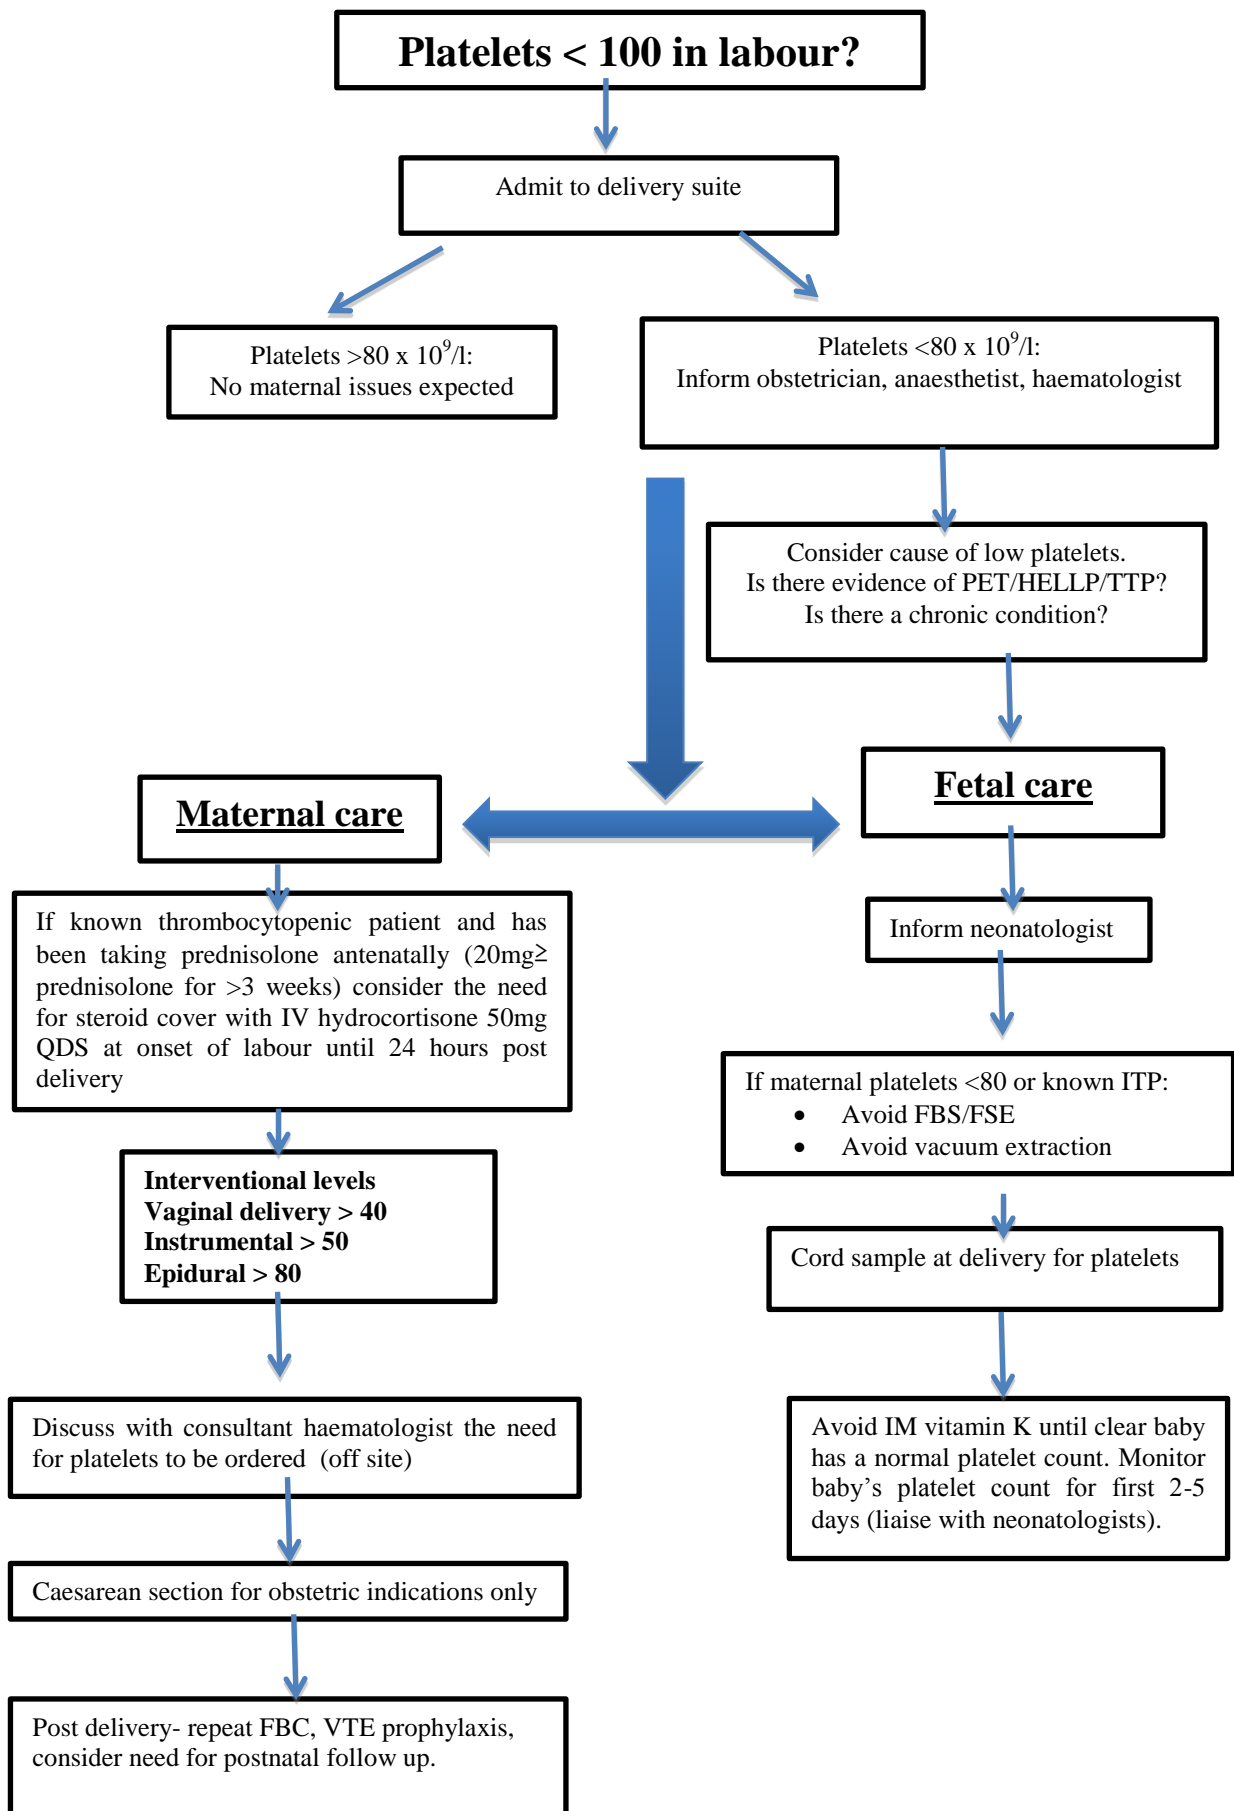 Platelets < 100 in labour?
Admit to delivery suite
Platelets >80 x 10⁹/l:
No maternal issues expected
Platelets <80 x 10⁹/l:
Inform obstetrician, anaesthetist, haematologist
Consider cause of low platelets.
Is there evidence of PET/HELLP/TTP?
Is there a chronic condition?
Maternal care
If known thrombocytopenic patient and has
been taking prednisolone antenatally (20mg≥
prednisolone for >3 weeks) consider the need
for steroid cover with IV hydrocortisone 50mg
QDS at onset of labour until 24 hours post
delivery
Interventional levels
Vaginal delivery > 40
Instrumental > 50
Epidural > 80
Discuss with consultant haematologist the need
for platelets to be ordered (off site)
Caesarean section for obstetric indications only
Post delivery- repeat FBC, VTE prophylaxis,
consider need for postnatal follow up.
Fetal care
Inform neonatologist
If maternal platelets <80 or known ITP:
• Avoid FBS/FSE
• Avoid vacuum extraction
Cord sample at delivery for platelets
Avoid IM vitamin K until clear baby
has a normal platelet count. Monitor
baby’s platelet count for first 2-5
days (liaise with neonatologists).